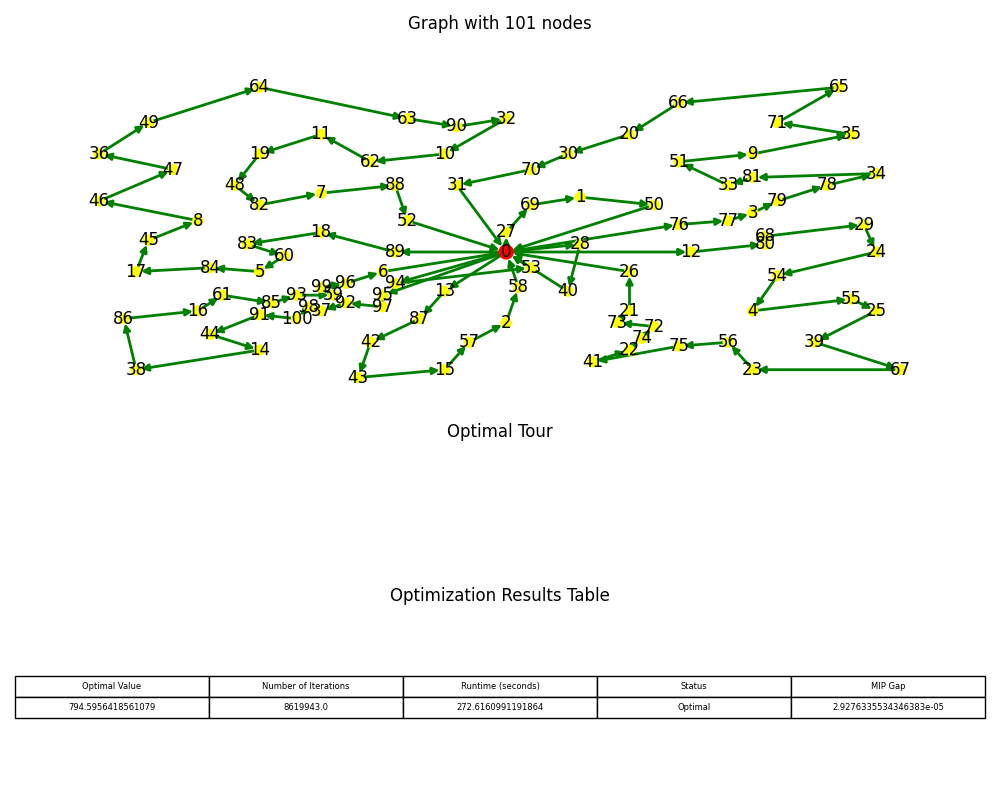 Graph with 101 nodes
64 65
66
49 63 90 32 71
11 20 35
36 19 62 10 30 51 9
47 70 34
48 7 88 31 33 81 78
46 82 69 1 50 3 79
8 52 76 77
45 83 18 27 28 68 80 29
60 89 0 12 24
17 84 5 6 53 26 54
99 96 94 58
61 93 59 95 13 40 55
16 85 98 92 97 21 4 25
86 91 100 37 87 2 73 72
44 42 57 74 56 39
14 22 75
38 43 15 41 23 67
Optimal Tour
Optimization Results Table
Optimal Value Number of Iterations Runtime (seconds) Status MIP Gap
794.5956418561079 8619943.0 272.6160991191864 Optimal 2.9276335534346383e-05